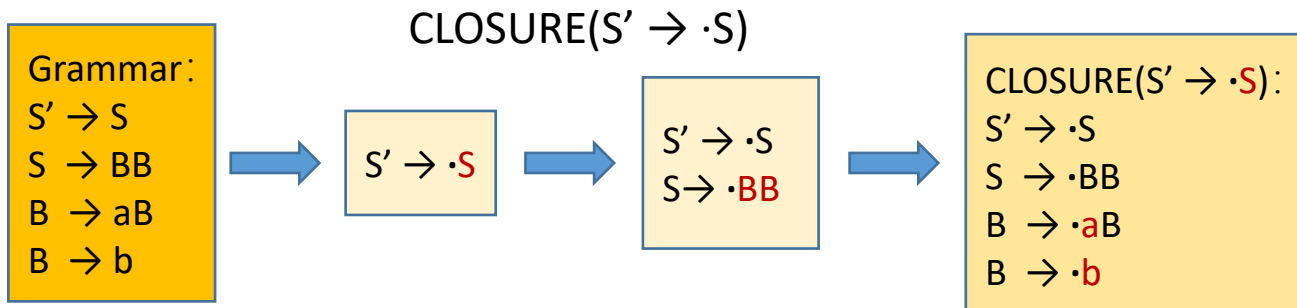 CLOSURE(S' → ·S)
Grammar:
S' → S
S → BB
B → aB
B → b
S' → ·S
S' → ·S
S→ ·BB
CLOSURE(S' → ·S):
S' → ·S
S → ·BB
B → ·aB
B → ·b